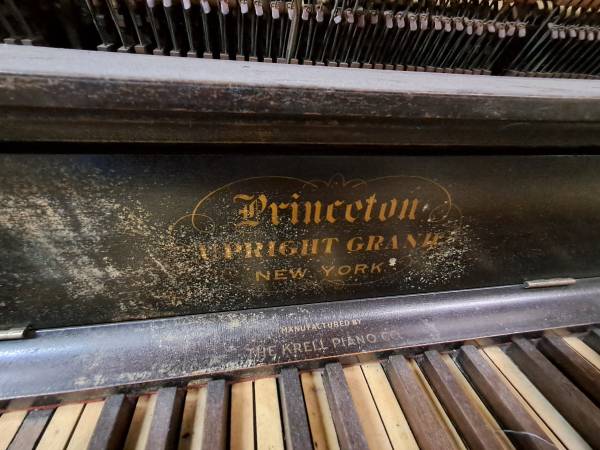 Princeton
UPRIGHT GRAND
NEW YORK
MANUFACTURED BY
THE KRELL PIANO CO.